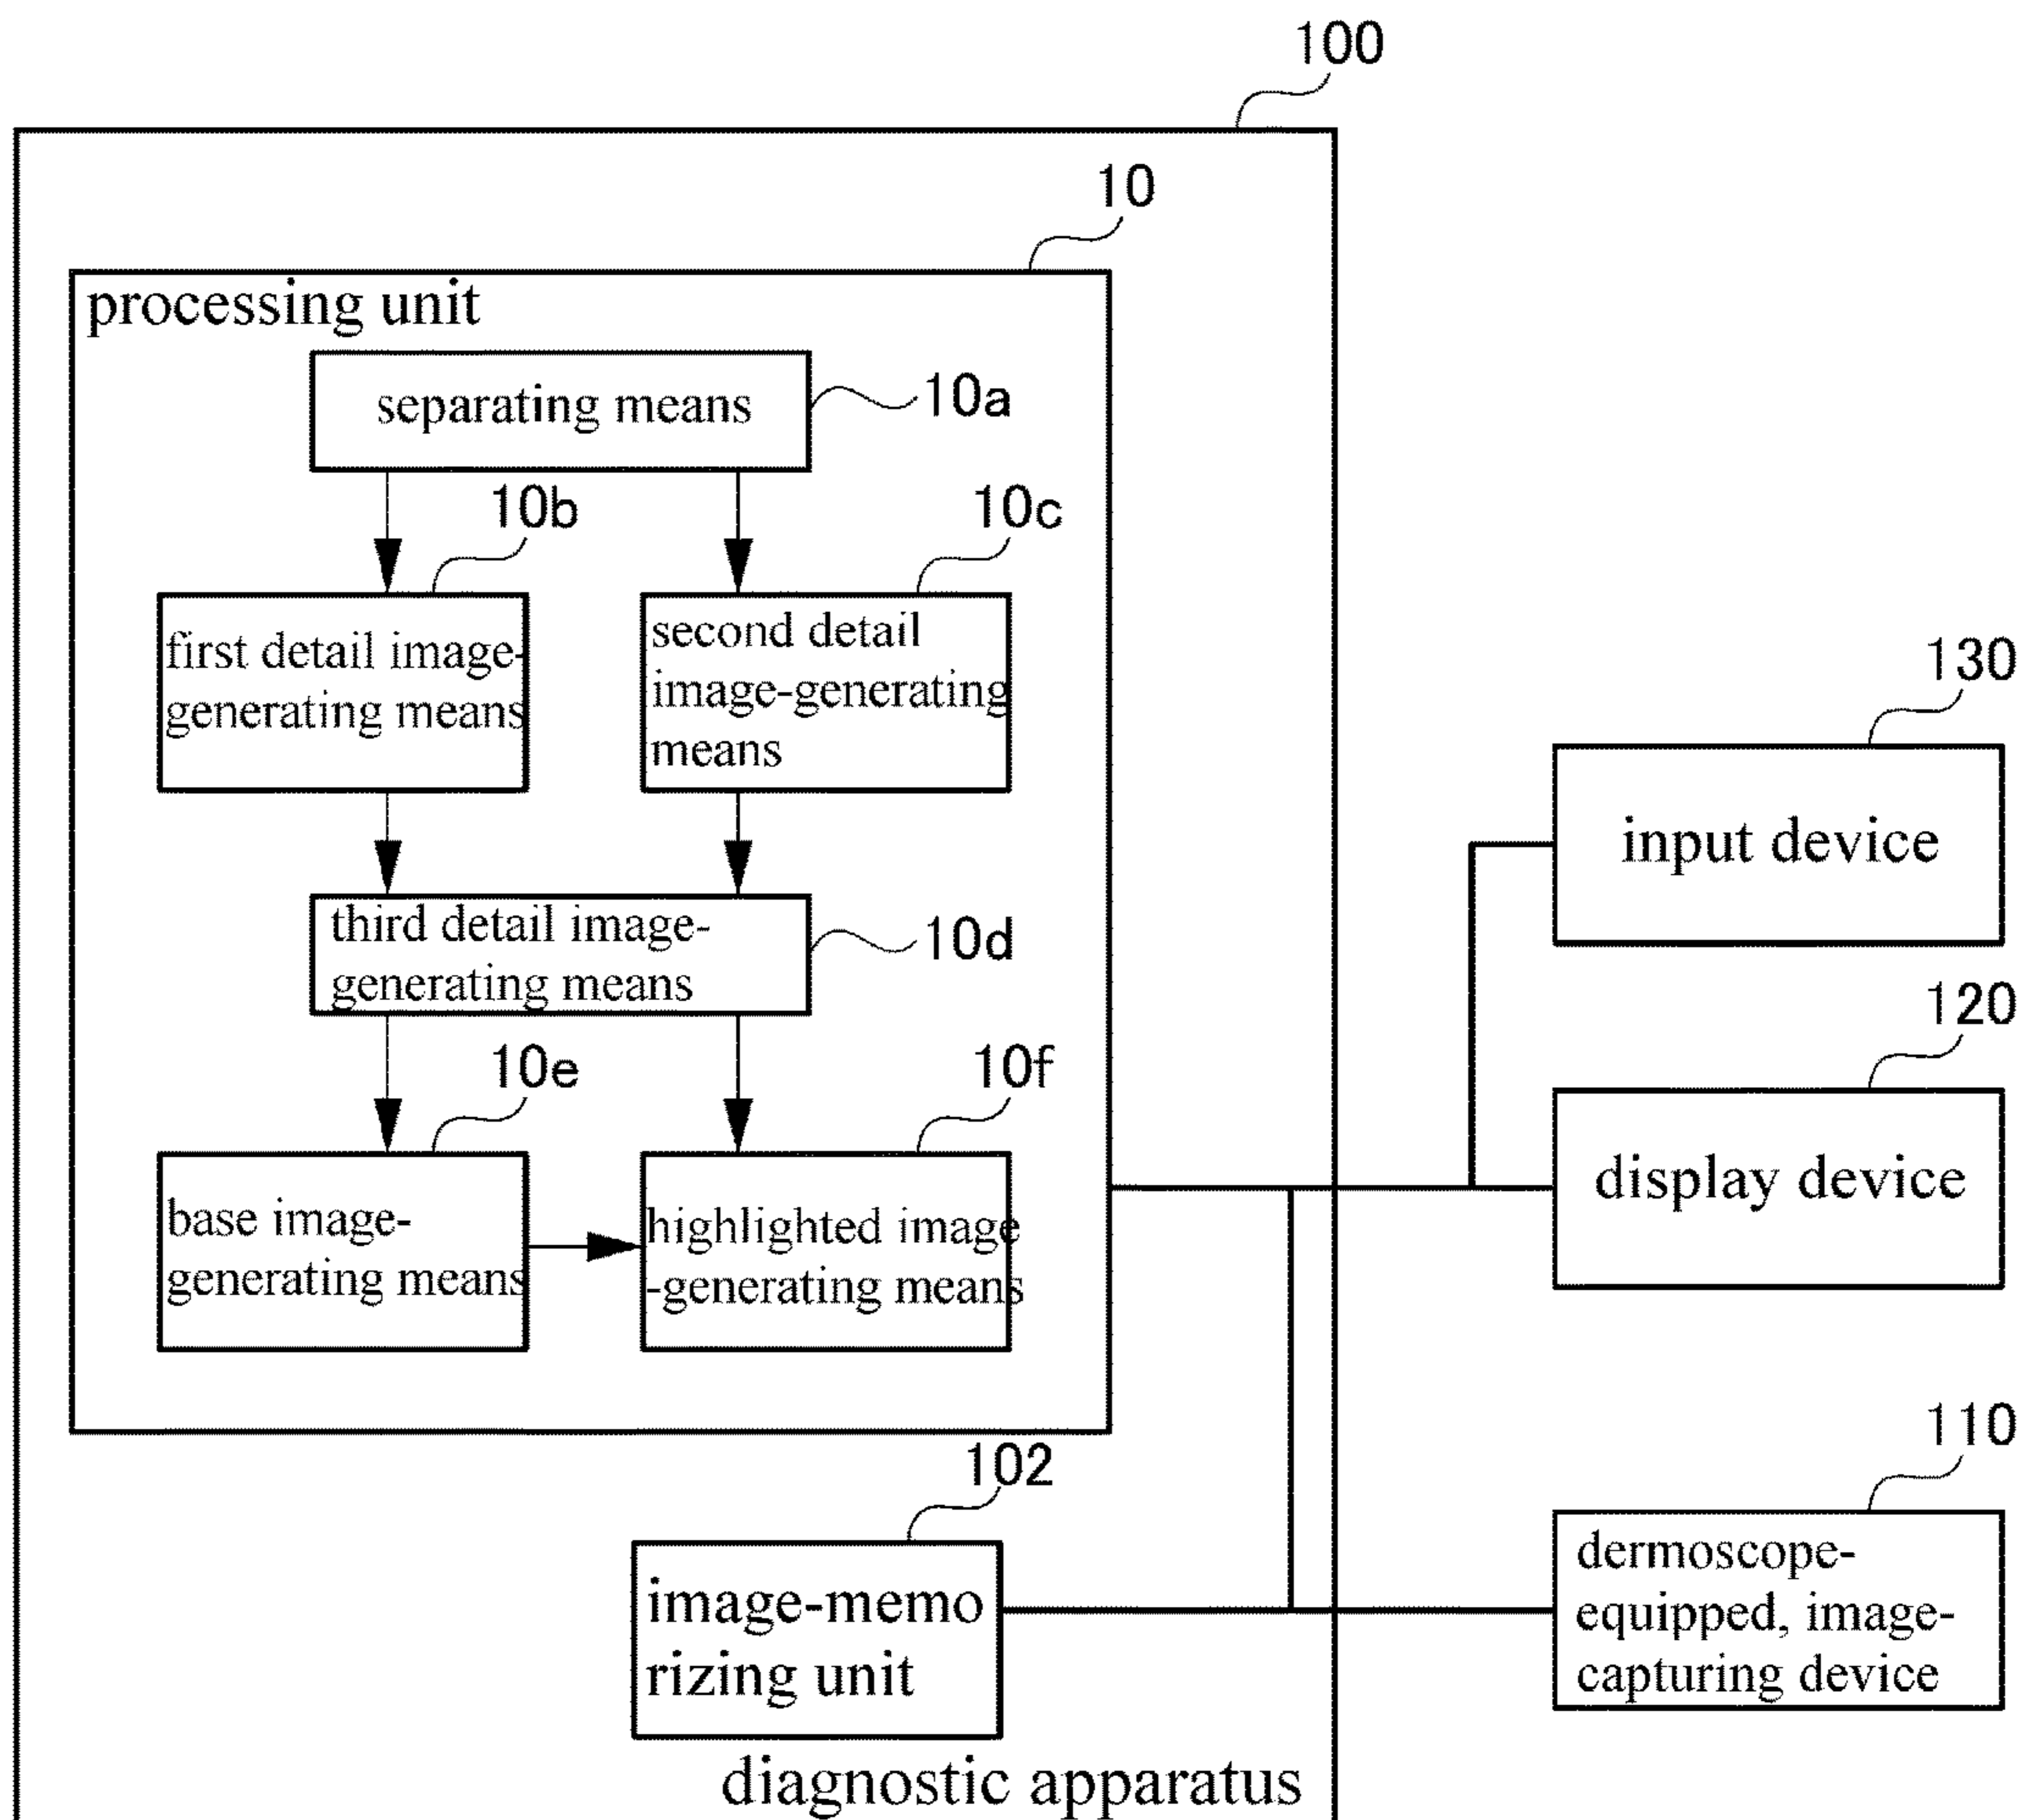 100
10
processing unit
separating means
10a
10b
10c
first detail image-
generating means
second detail
image-generating
means
130
input device
third detail image-
generating means
10d
120
display device
10e
10f
base image-
generating means
highlighted image
-generating means
110
102
image-memo
rizing unit
dermoscope-
equipped, image-
capturing device
diagnostic apparatus